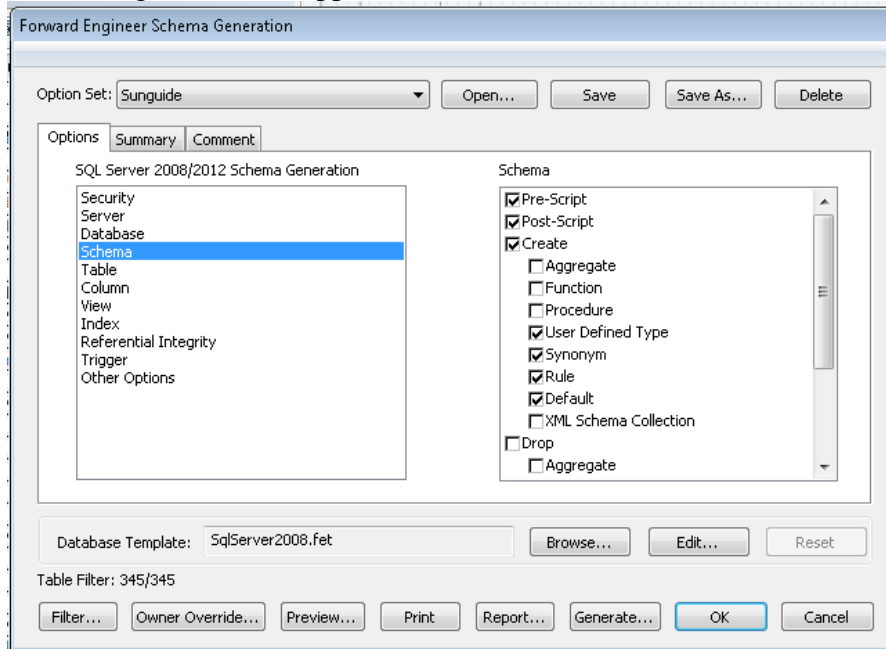 Forward Engineer Schema Generation
Option Set: Sunguide Open... Save Save As... Delete
Options Summary Comment
SQL Server 2008/2012 Schema Generation
Security
Server
Database
Schema
Table
Column
View
Index
Referential Integrity
Trigger
Other Options
Schema
Pre-Script
Post-Script
Create
Aggregate
Function
Procedure
User Defined Type
Synonym
Rule
Default
XML Schema Collection
Drop
Aggregate
Database Template: SqlServer2008.fet Browse... Edit... Reset
Table Filter: 345/345
Filter... Owner Override... Preview... Print Report... Generate... OK Cancel